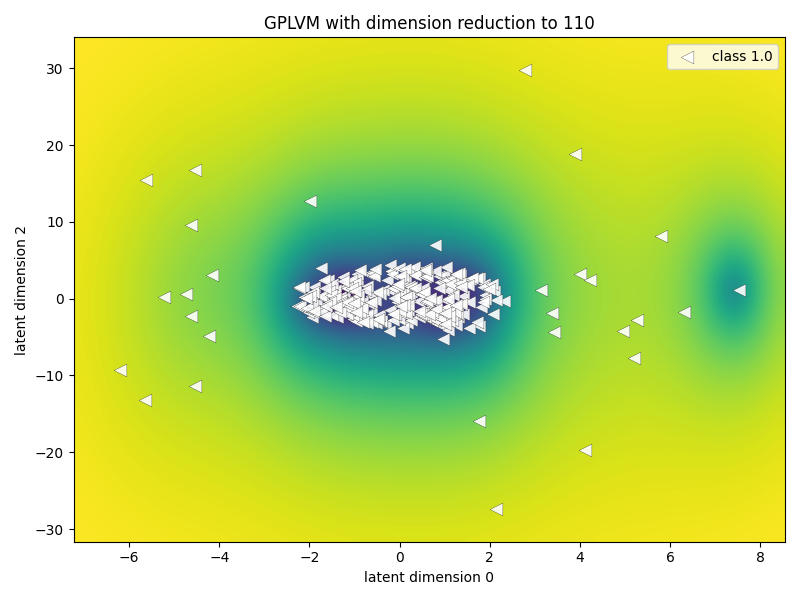 GPLVM with dimension reduction to 110
class 1.0
30
20
10
0
−10
−20
−30
latent dimension 2
−6 −4 −2 0 2 4 6 8
latent dimension 0